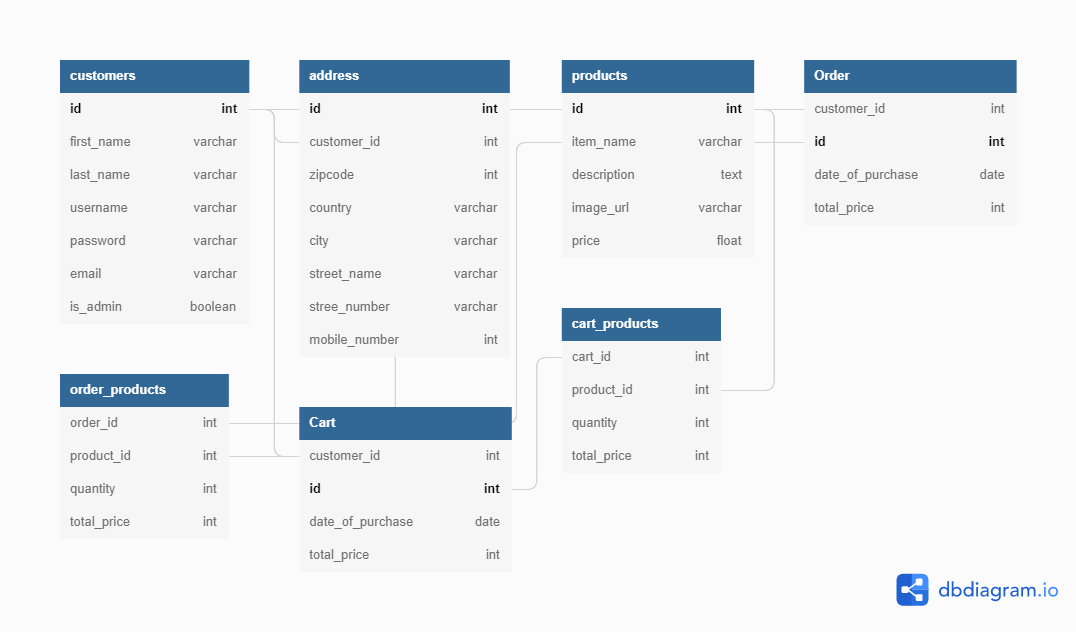 customers
id int
first_name varchar
last_name varchar
username varchar
password varchar
email varchar
is_admin boolean
address
id int
customer_id int
zipcode int
country varchar
city varchar
street_name varchar
stree_number varchar
mobile_number int
products
id int
item_name varchar
description text
image_url varchar
price float
Order
customer_id int
id int
date_of_purchase date
total_price int
order_products
order_id int
product_id int
quantity int
total_price int
Cart
customer_id int
id int
date_of_purchase date
total_price int
cart_products
cart_id int
product_id int
quantity int
total_price int
dbdiagram.io